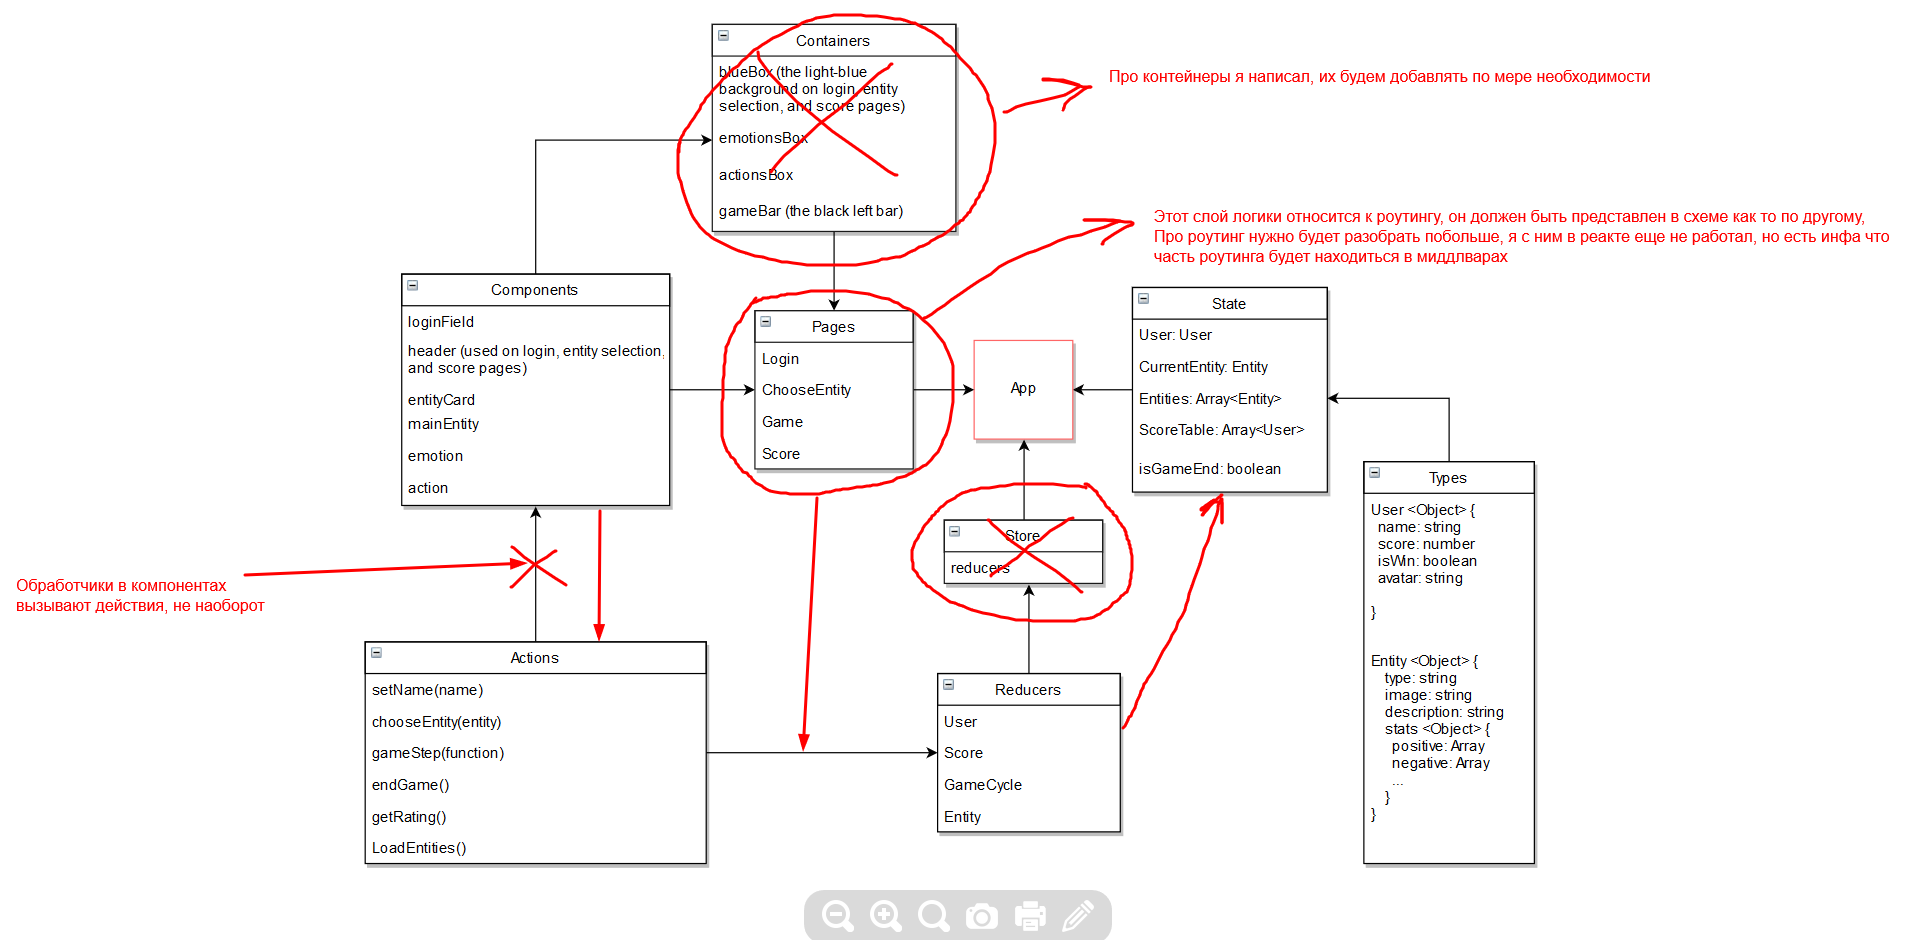 Containers
blueBox (the light-blue
background on login, entity
selection, and score pages)
emotionsBox
actionsBox
gameBar (the black left bar)
Про контейнеры я написал, их будем добавлять по мере необходимости
Этот слой логики относится к роутингу, он должен быть представлен в схеме как то по другому,
Про роутинг нужно будет разобрать побольше, я с ним в реакте еще не работал, но есть инфа что
часть роутинга будет находиться в миддлварах
Components
loginField
header (used on login, entity selection,
and score pages)
entityCard
mainEntity
emotion
action
Pages
Login
ChooseEntity
Game
Score
App
State
User: User
CurrentEntity: Entity
Entities: Array<Entity>
ScoreTable: Array<User>
isGameEnd: boolean
Types
User <Object> {
name: string
score: number
isWin: boolean
avatar: string
}
Entity <Object> {
type: string
image: string
description: string
stats <Object> {
positive: Array
negative: Array
...
}
}
Store
reducers
Обработчики в компонентах
вызывают действия, не наоборот
Actions
setName(name)
chooseEntity(entity)
gameStep(function)
endGame()
getRating()
LoadEntities()
Reducers
User
Score
GameCycle
Entity